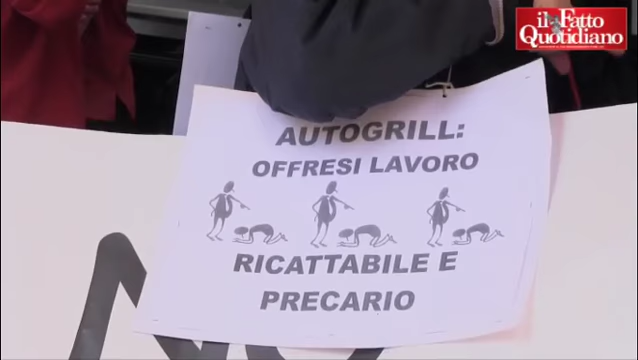 il Fatto
Quotidiano
AUTOGRILL:
OFFRESI LAVORO
RICATTABILE E
PRECARIO